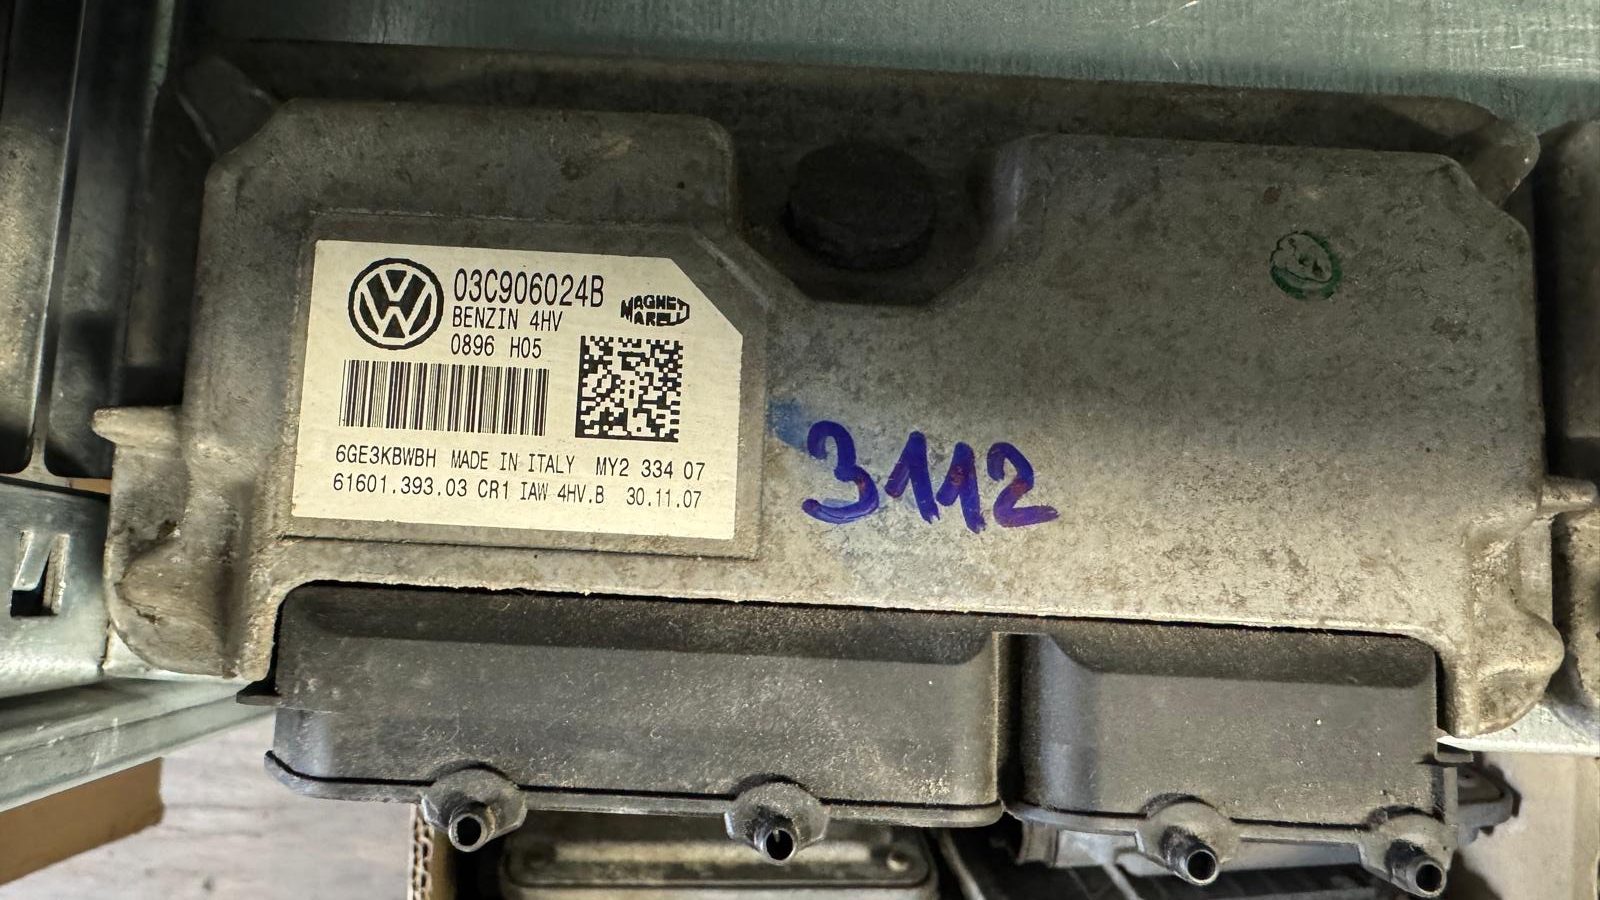 03C906024B
MAGNETI
MARELLI
BENZIN 4HV
0896 H05
6GE3KBWBH MADE IN ITALY MY2 334 07
61601.393.03 CR1 IAW 4HV.B 30.11.07
3112